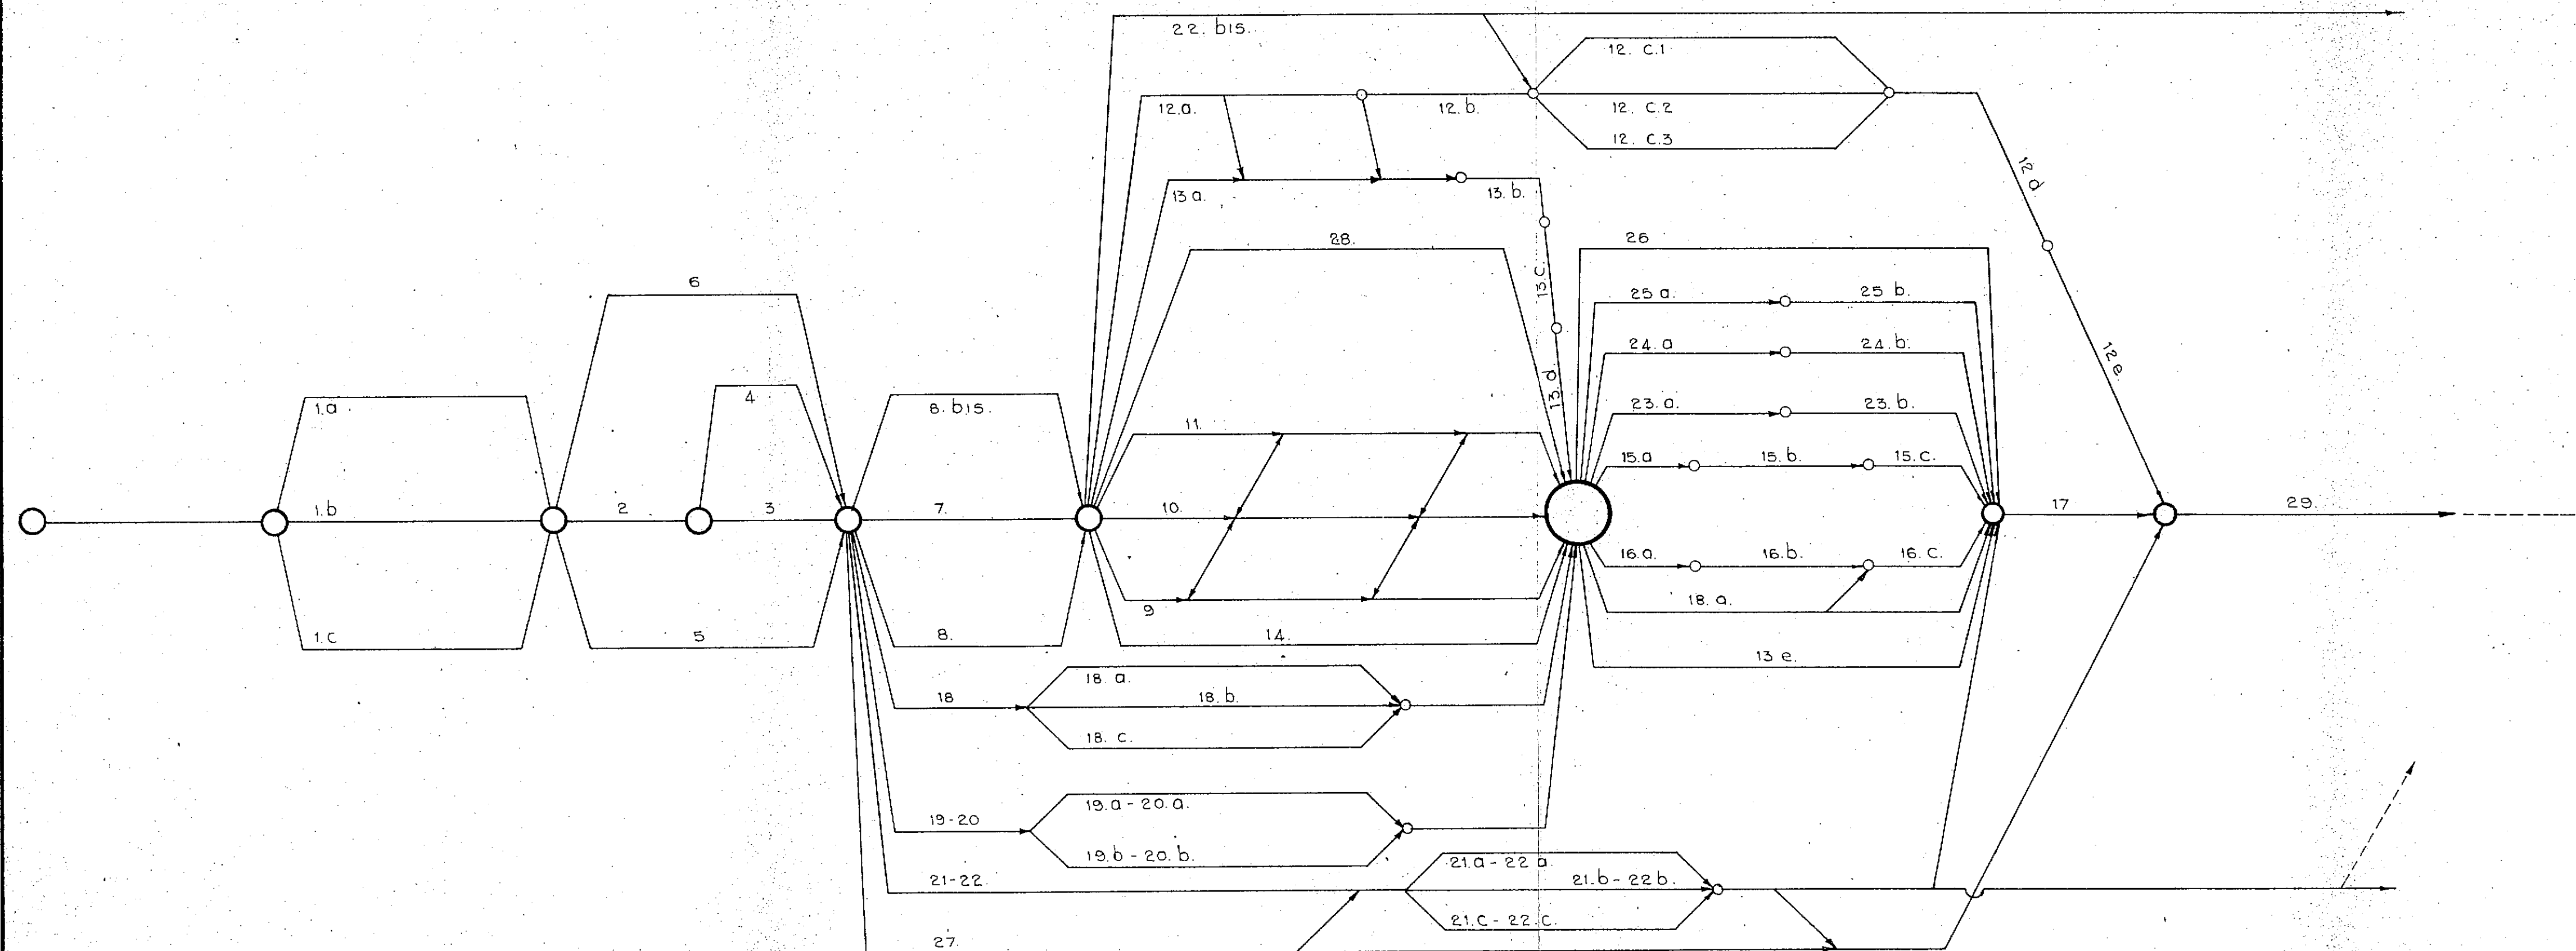 22. bis.
12. c.1
12.a.
12. b.
12. c.2
12. c.3
12 d
13 a.
13. b.
28.
26
13. c.
25 a.
25 b.
6
24. a
24. b.
12 e.
4
13. d.
1.a
8. bis.
23. a.
23. b.
11.
15. a
15. b.
15. c.
1.b
2
3
7.
10.
17
29.
16. a.
16. b.
16. c.
9
18. a.
1. c
5
8.
14.
13 e.
18
18. a.
18. b.
18. c.
19-20
19. a - 20. a.
19. b - 20. b.
21-22.
21. a - 22 a.
21. b - 22 b.
21. c - 22. c.
27.